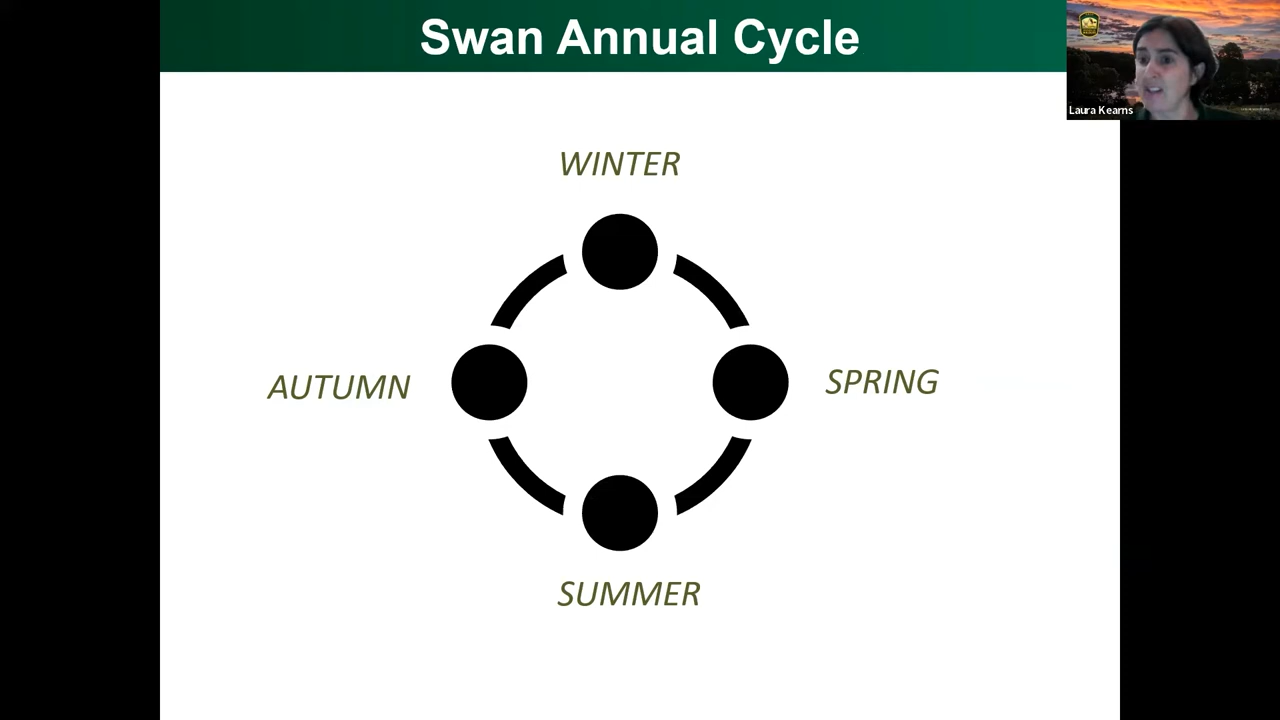 Swan Annual Cycle
Laura Kearns
WINTER
AUTUMN
SPRING
SUMMER